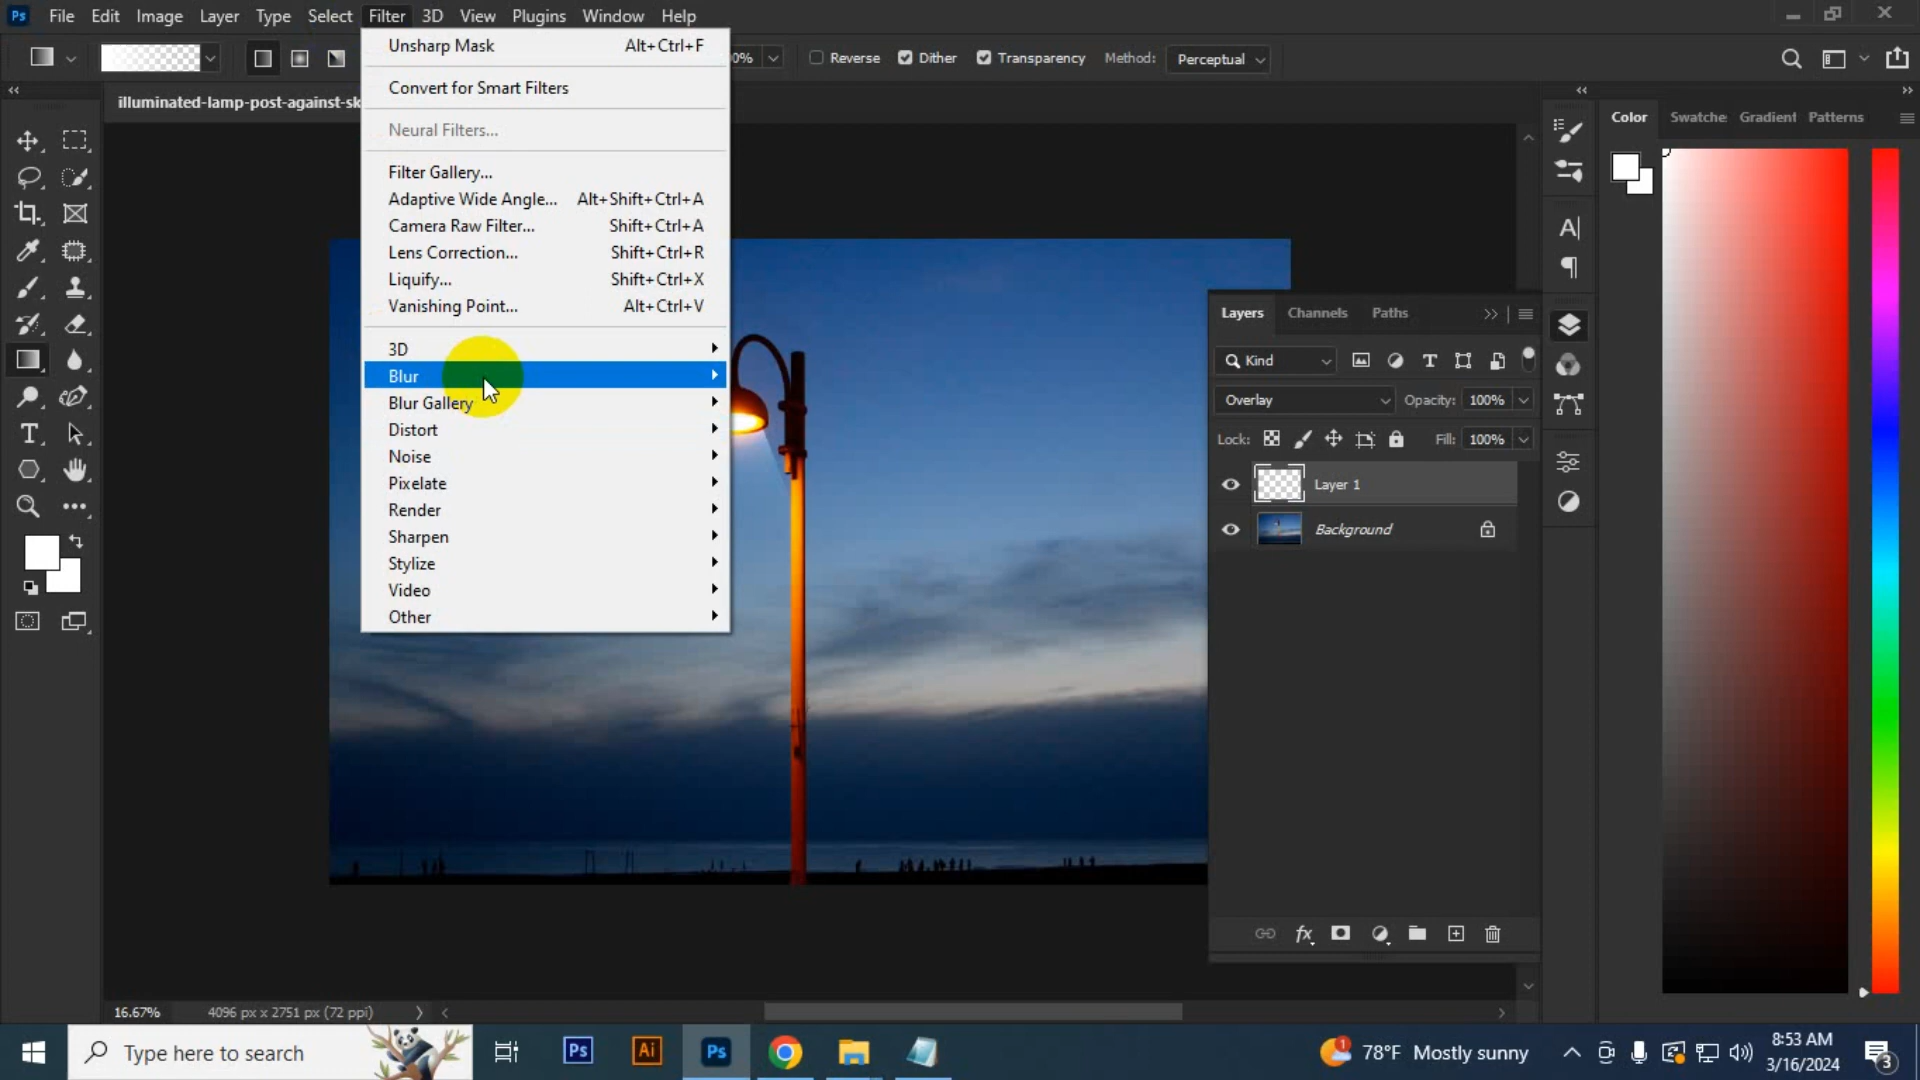 Ps File Edit Image Layer Type Select Filter 3D View Plugins Window Help
0% Reverse Dither Transparency Method: Perceptual
illuminated-lamp-post-against-sk
Unsharp Mask Alt+Ctrl+F
Convert for Smart Filters
Neural Filters...
Filter Gallery...
Adaptive Wide Angle... Alt+Shift+Ctrl+A
Camera Raw Filter... Shift+Ctrl+A
Lens Correction... Shift+Ctrl+R
Liquify... Shift+Ctrl+X
Vanishing Point... Alt+Ctrl+V
3D
Blur
Blur Gallery
Distort
Noise
Pixelate
Render
Sharpen
Stylize
Video
Other
Color Swatche Gradient Patterns
Layers Channels Paths
Kind
Overlay Opacity: 100%
Lock: Fill: 100%
Layer 1
Background
16.67% 4096 px x 2751 px (72 ppi)
Type here to search Ps Ai Ps 1 78°F Mostly sunny 8:53 AM
3/16/2024 3